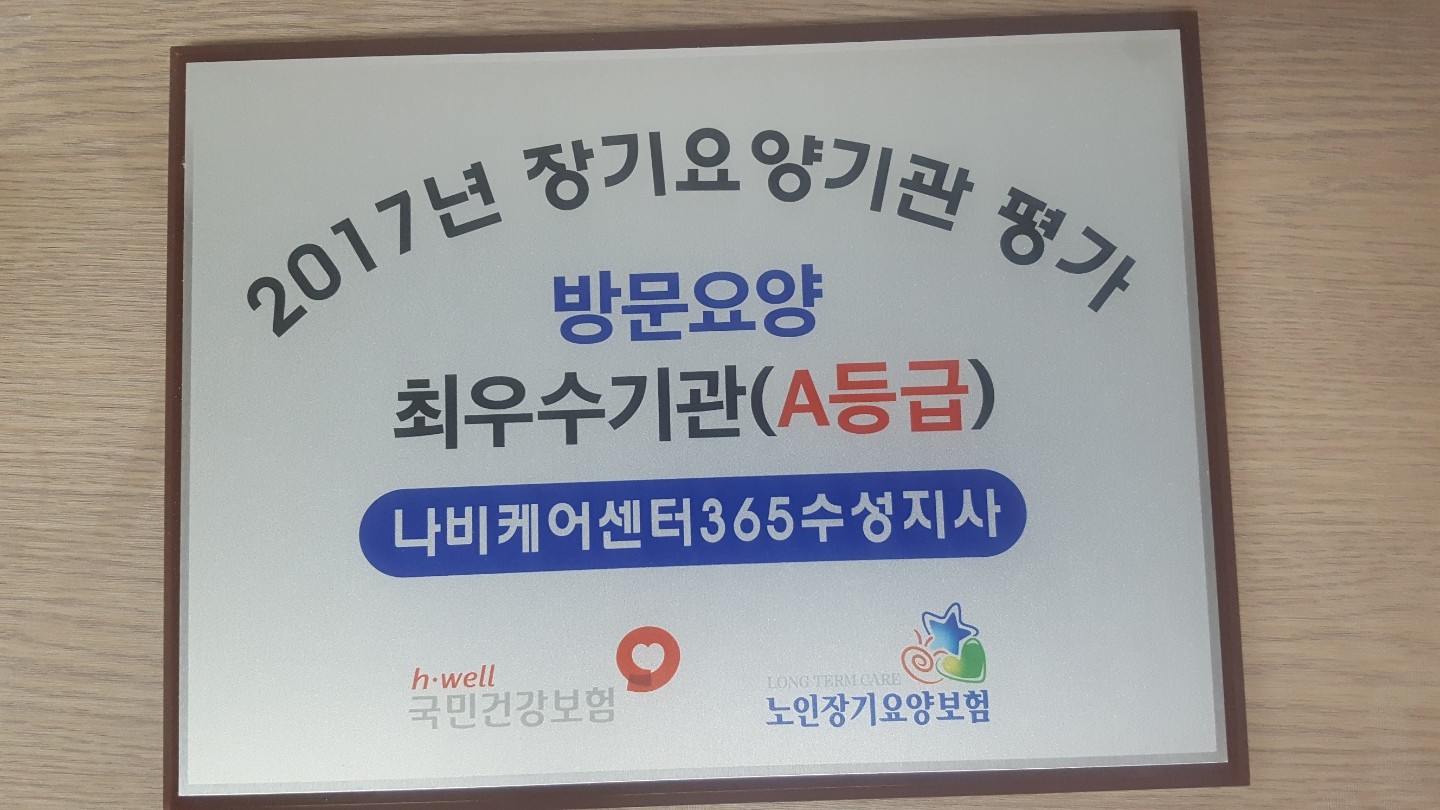 2017년 장기요양기관 평가
방문요양
최우수기관(A등급)
나비케어센터365수성지사
h·well
국민건강보험
LONG TERM CARE
노인장기요양보험